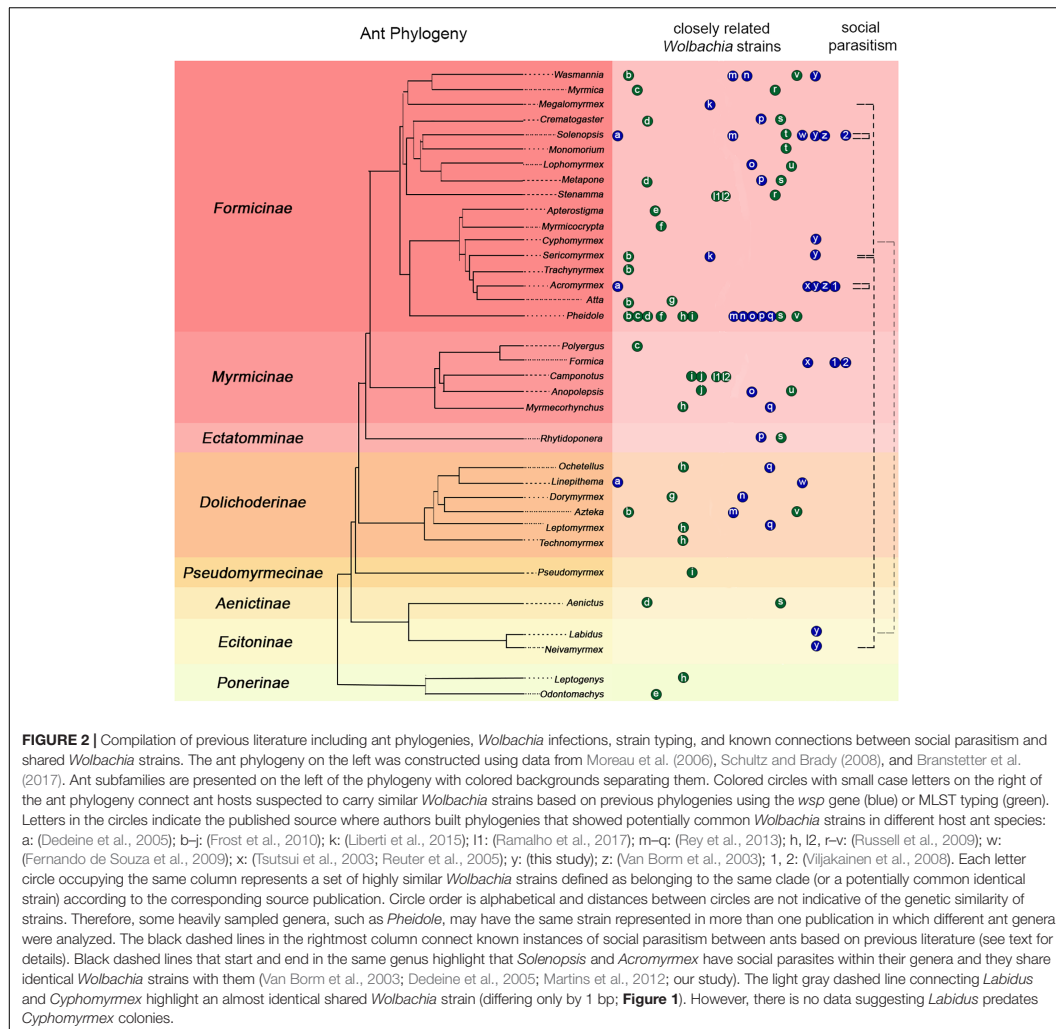 Ant Phylogeny
closely related
Wolbachia strains
social
parasitism
Formicinae
Wasmannia b m n v y
Myrmica c r
Megalomyrmex k
Crematogaster d p s
Solenopsis a m t w y z 2
Monomorium t
Lophomyrmex o u
Metapone d p s
Stenamma l1 l2 r
Apterostigma e
Myrmicocrypta f
Cyphomyrmex y
Sericomyrmex b k y
Trachynyrmex b
Acromyrmex a x y z 1
Atta b g
Pheidole b c d f h i m n o p q s v
Myrmicinae
Polyergus c
Formica x 1 2
Camponotus i j l1 l2
Anopolepsis j o u
Myrmecorhynchus h q
Ectatomminae
Rhytidoponera p s
Dolichoderinae
Ochetellus h q
Linepithema a w
Dorymyrmex g n
Azteka b m v
Leptomyrmex h q
Technomyrmex h
Pseudomyrmecinae
Pseudomyrmex i
Aenictinae
Aenictus d s
Ecitoninae
Labidus y
Neivamyrmex y
Ponerinae
Leptogenys h
Odontomachys e
FIGURE 2 | Compilation of previous literature including ant phylogenies, Wolbachia infections, strain typing, and known connections between social parasitism and
shared Wolbachia strains. The ant phylogeny on the left was constructed using data from Moreau et al. (2006), Schultz and Brady (2008), and Branstetter et al.
(2017). Ant subfamilies are presented on the left of the phylogeny with colored backgrounds separating them. Colored circles with small case letters on the right of
the ant phylogeny connect ant hosts suspected to carry similar Wolbachia strains based on previous phylogenies using the wsp gene (blue) or MLST typing (green).
Letters in the circles indicate the published source where authors built phylogenies that showed potentially common Wolbachia strains in different host ant species:
a: (Dedeine et al., 2005); b–j: (Frost et al., 2010); k: (Liberti et al., 2015); l1: (Ramalho et al., 2017); m–q: (Rey et al., 2013); h, l2, r–v: (Russell et al., 2009); w:
(Fernando de Souza et al., 2009); x: (Tsutsui et al., 2003; Reuter et al., 2005); y: (this study); z: (Van Borm et al., 2003); 1, 2: (Viljakainen et al., 2008). Each letter
circle occupying the same column represents a set of highly similar Wolbachia strains defined as belonging to the same clade (or a potentially common identical
strain) according to the corresponding source publication. Circle order is alphabetical and distances between circles are not indicative of the genetic similarity of
strains. Therefore, some heavily sampled genera, such as Pheidole, may have the same strain represented in more than one publication in which different ant genera
were analyzed. The black dashed lines in the rightmost column connect known instances of social parasitism between ants based on previous literature (see text for
details). Black dashed lines that start and end in the same genus highlight that Solenopsis and Acromyrmex have social parasites within their genera and they share
identical Wolbachia strains with them (Van Borm et al., 2003; Dedeine et al., 2005; Martins et al., 2012; our study). The light gray dashed line connecting Labidus
and Cyphomyrmex highlight an almost identical shared Wolbachia strain (differing only by 1 bp; Figure 1). However, there is no data suggesting Labidus predates
Cyphomyrmex colonies.